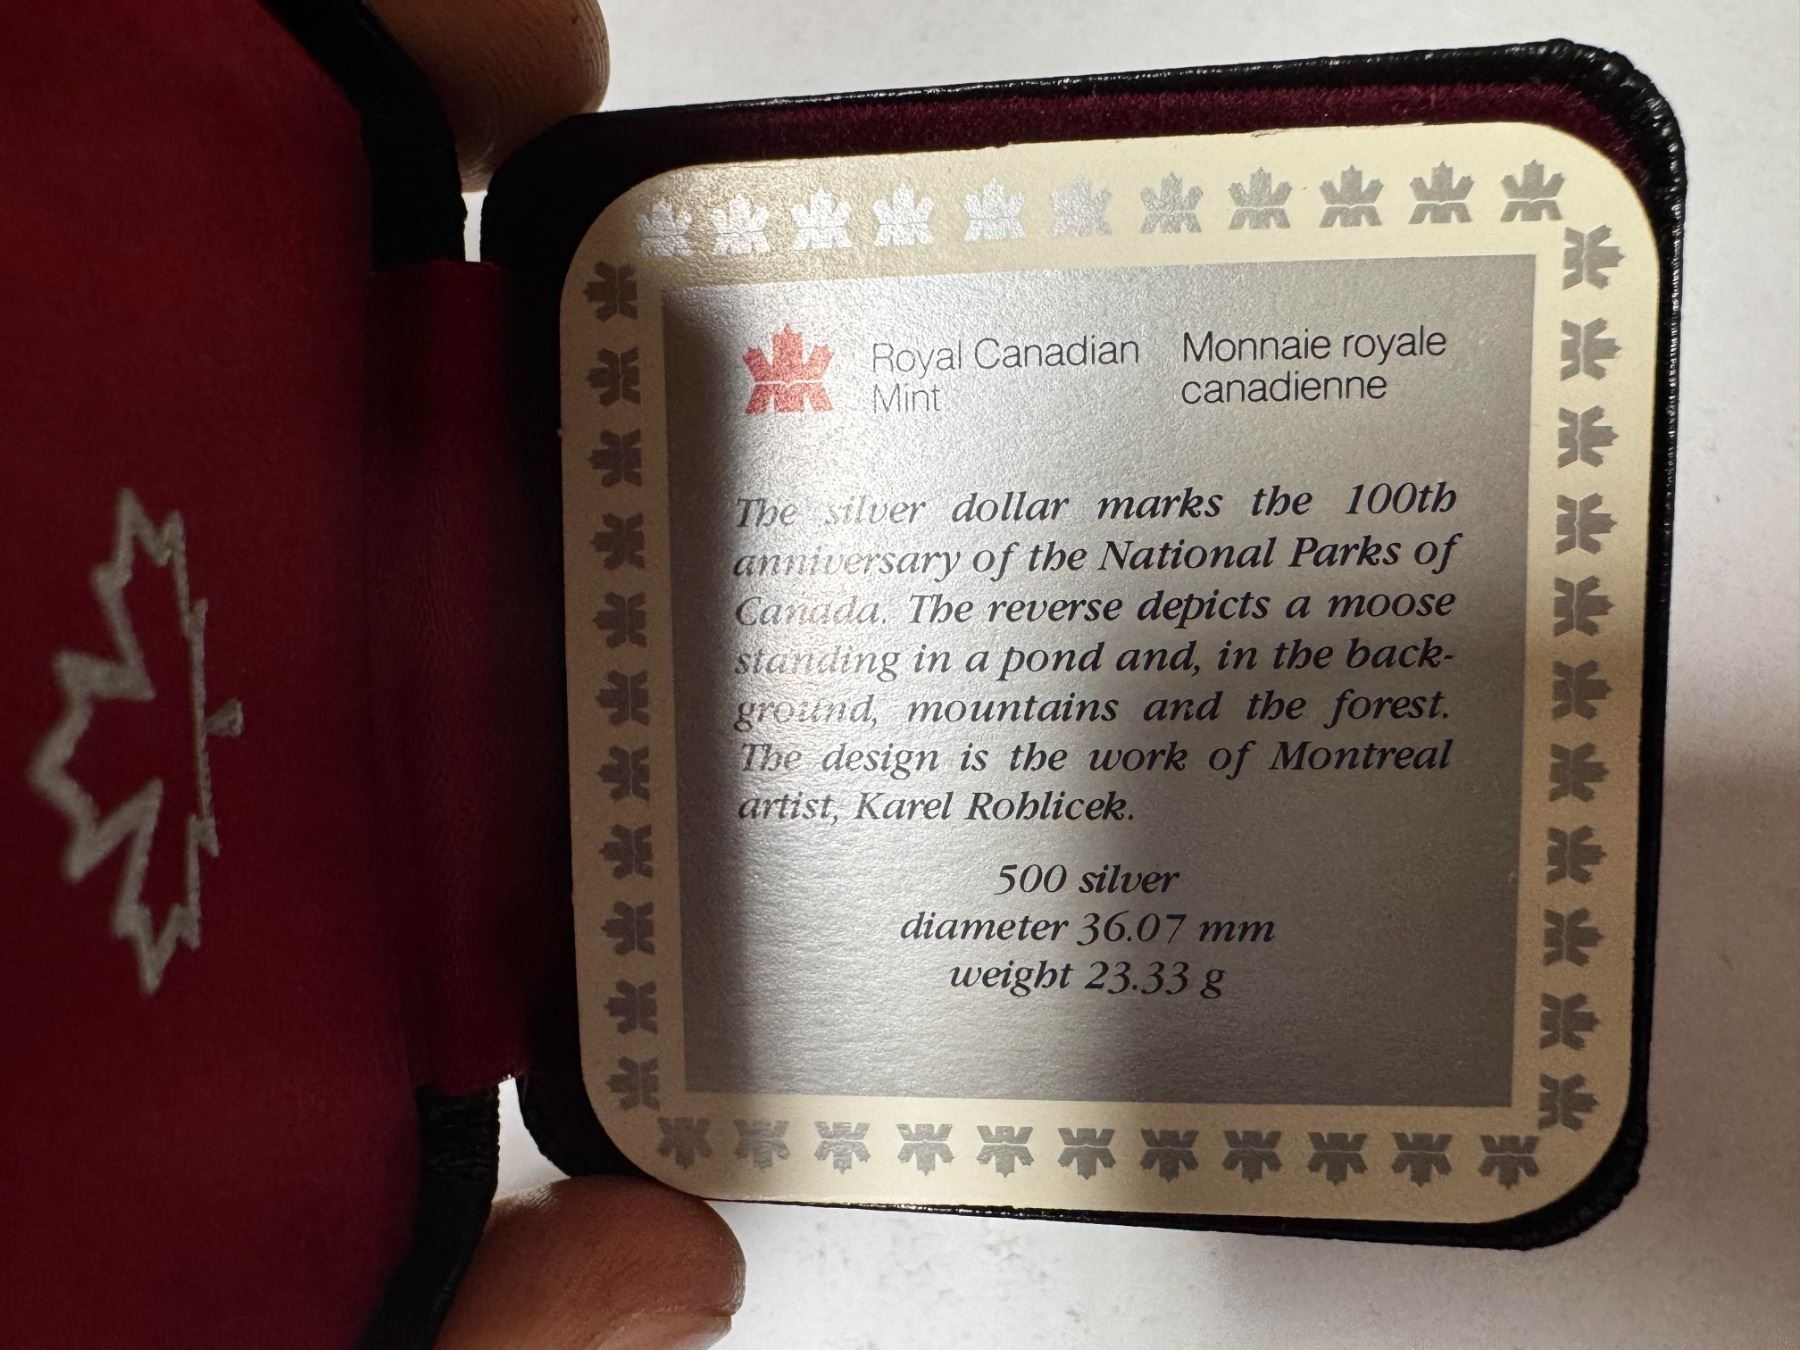 Royal Canadian Mint
Monnaie royale canadienne
The silver dollar marks the 100th
anniversary of the National Parks of
Canada. The reverse depicts a moose
standing in a pond and, in the back-
ground, mountains and the forest.
The design is the work of Montreal
artist, Karel Rohlicek.
500 silver
diameter 36.07 mm
weight 23.33 g